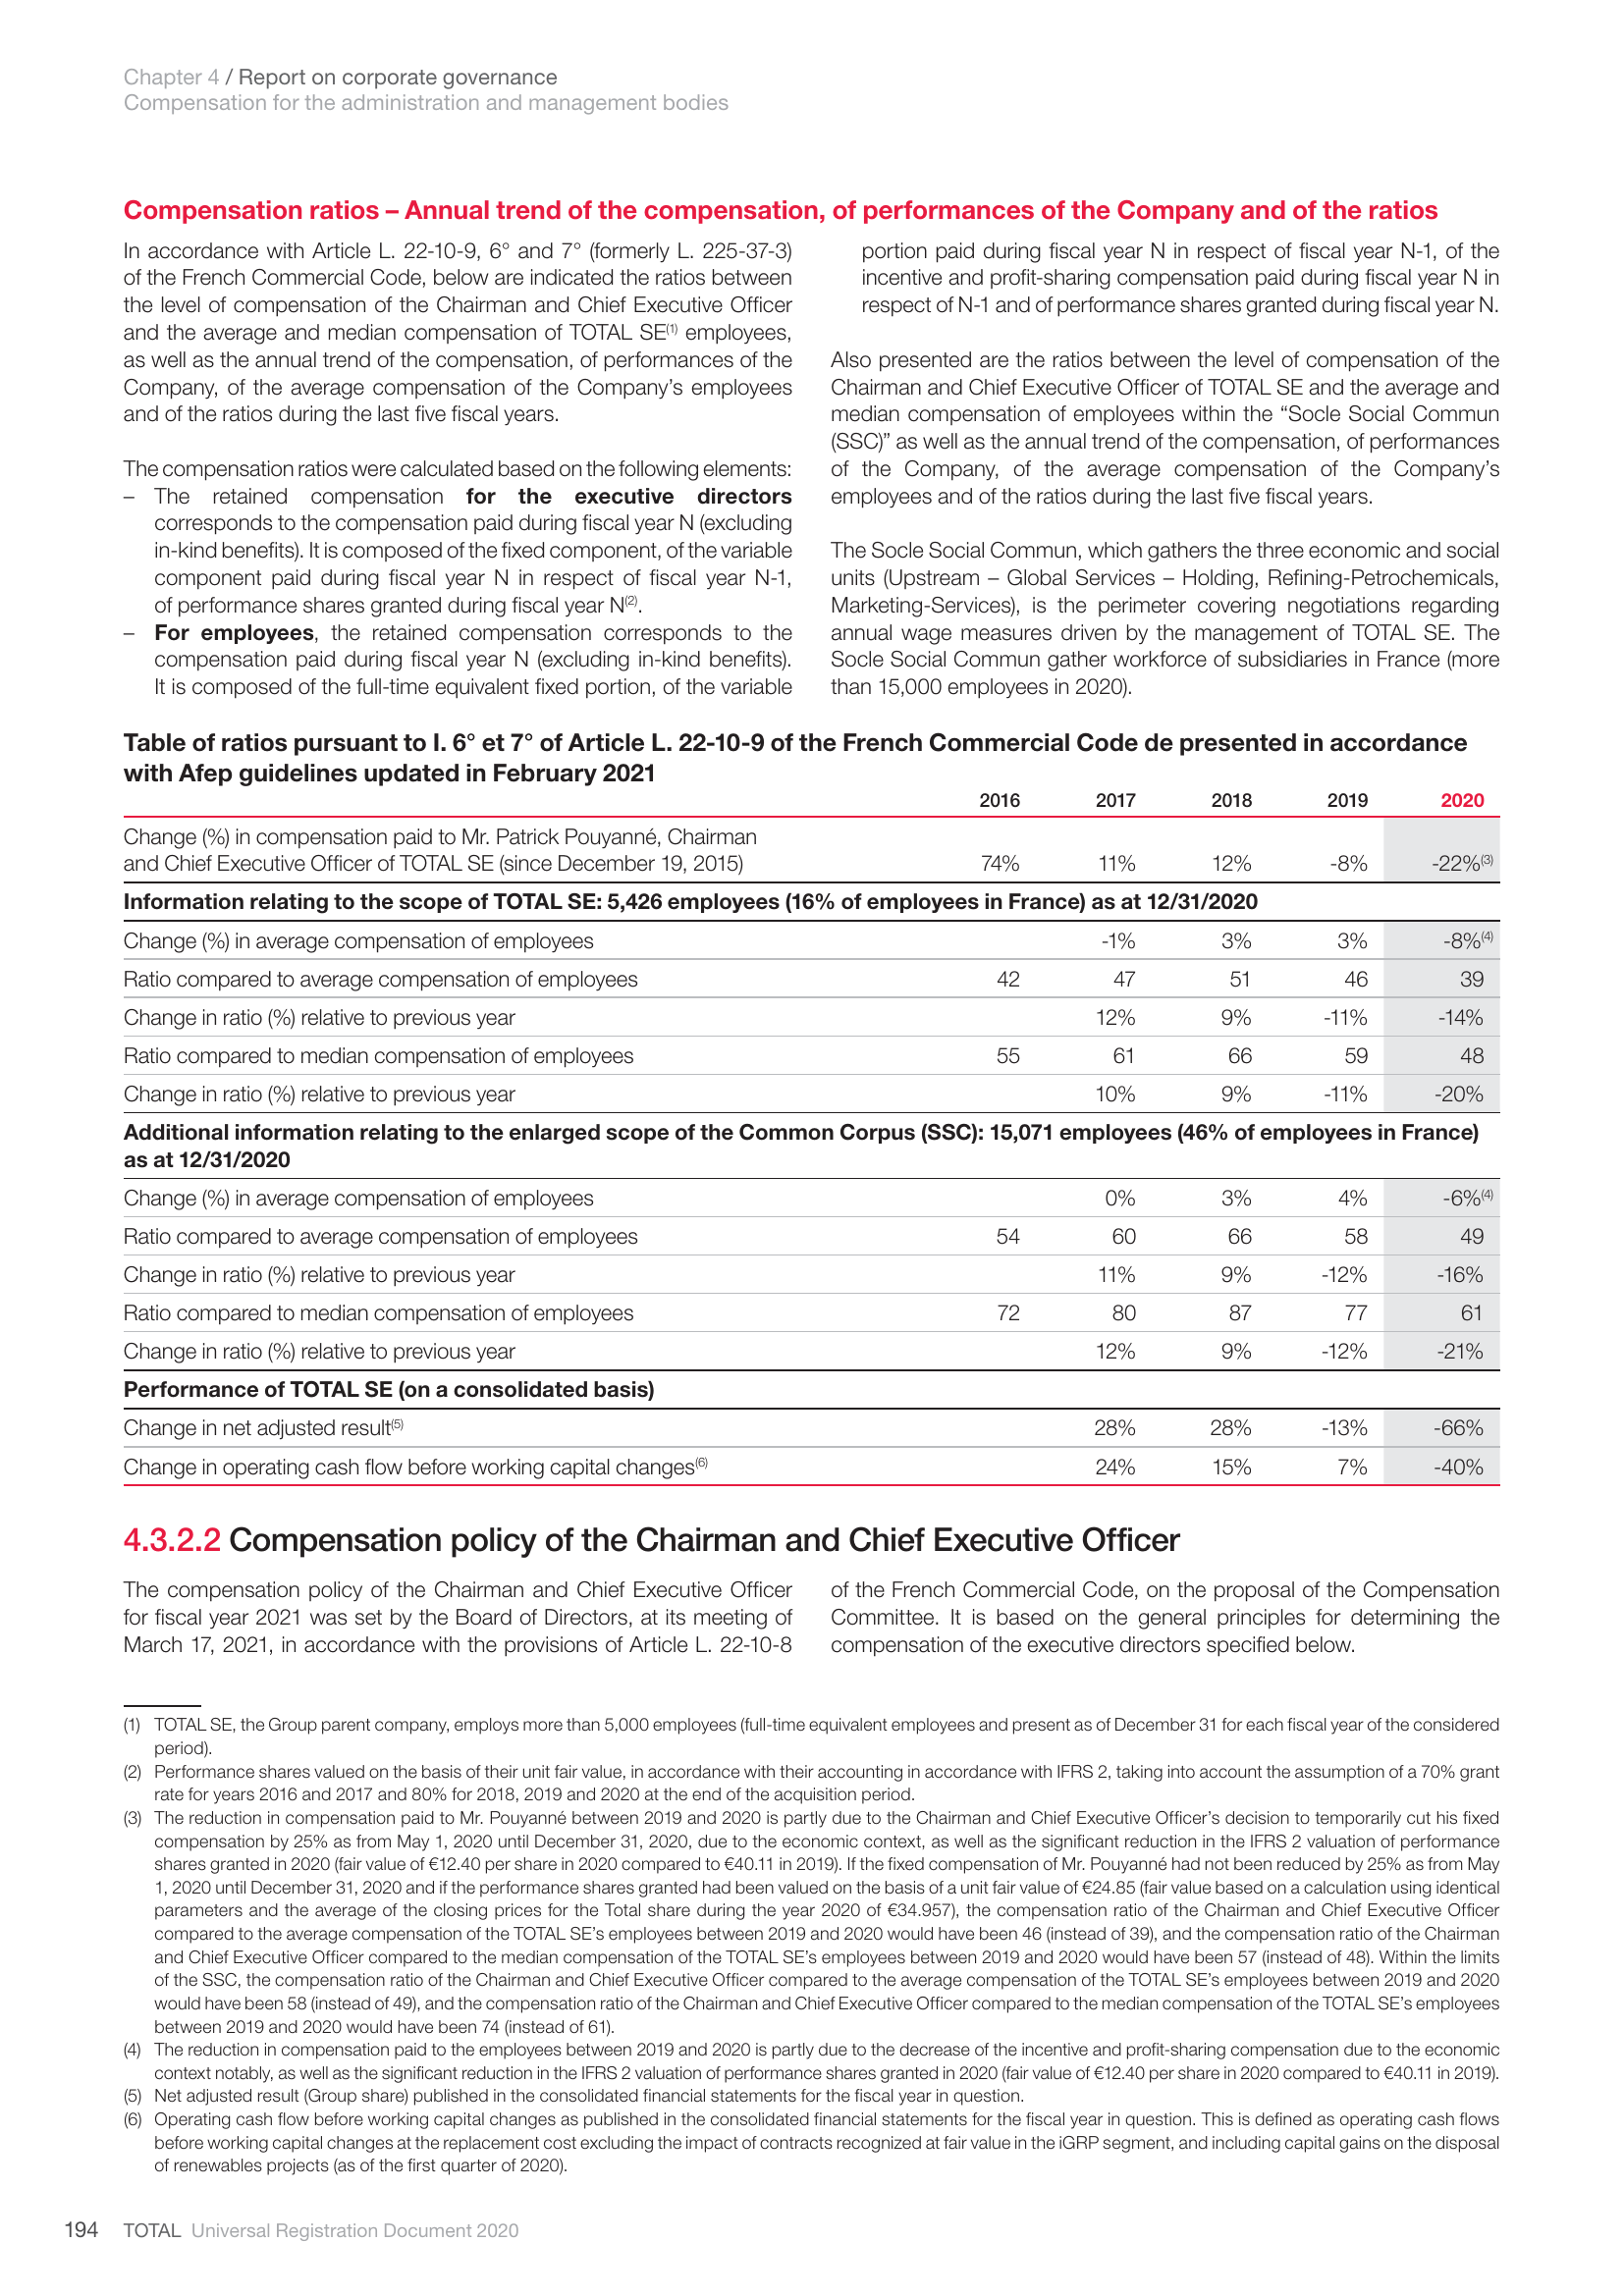 Chapter 4 / Report on corporate governance
Compensation for the administration and management bodies
Compensation ratios – Annual trend of the compensation, of performances of the Company and of the ratios
In accordance with Article L. 22-10-9, 6° and 7° (formerly L. 225-37-3)
of the French Commercial Code, below are indicated the ratios between
the level of compensation of the Chairman and Chief Executive Officer
and the average and median compensation of TOTAL SE(1) employees,
as well as the annual trend of the compensation, of performances of the
Company, of the average compensation of the Company's employees
and of the ratios during the last five fiscal years.
The compensation ratios were calculated based on the following elements:
– The retained compensation for the executive directors
corresponds to the compensation paid during fiscal year N (excluding
in-kind benefits). It is composed of the fixed component, of the variable
component paid during fiscal year N in respect of fiscal year N-1,
of performance shares granted during fiscal year N(2).
– For employees, the retained compensation corresponds to the
compensation paid during fiscal year N (excluding in-kind benefits).
It is composed of the full-time equivalent fixed portion, of the variable
portion paid during fiscal year N in respect of fiscal year N-1, of the
incentive and profit-sharing compensation paid during fiscal year N in
respect of N-1 and of performance shares granted during fiscal year N.
Also presented are the ratios between the level of compensation of the
Chairman and Chief Executive Officer of TOTAL SE and the average and
median compensation of employees within the “Socle Social Commun
(SSC)” as well as the annual trend of the compensation, of performances
of the Company, of the average compensation of the Company's
employees and of the ratios during the last five fiscal years.
The Socle Social Commun, which gathers the three economic and social
units (Upstream – Global Services – Holding, Refining-Petrochemicals,
Marketing-Services), is the perimeter covering negotiations regarding
annual wage measures driven by the management of TOTAL SE. The
Socle Social Commun gather workforce of subsidiaries in France (more
than 15,000 employees in 2020).
Table of ratios pursuant to I. 6° et 7° of Article L. 22-10-9 of the French Commercial Code de presented in accordance
with Afep guidelines updated in February 2021
2016 2017 2018 2019 2020
Change (%) in compensation paid to Mr. Patrick Pouyanné, Chairman
and Chief Executive Officer of TOTAL SE (since December 19, 2015) 74% 11% 12% -8% -22%(3)
Information relating to the scope of TOTAL SE: 5,426 employees (16% of employees in France) as at 12/31/2020
Change (%) in average compensation of employees -1% 3% 3% -8%(4)
Ratio compared to average compensation of employees 42 47 51 46 39
Change in ratio (%) relative to previous year 12% 9% -11% -14%
Ratio compared to median compensation of employees 55 61 66 59 48
Change in ratio (%) relative to previous year 10% 9% -11% -20%
Additional information relating to the enlarged scope of the Common Corpus (SSC): 15,071 employees (46% of employees in France)
as at 12/31/2020
Change (%) in average compensation of employees 0% 3% 4% -6%(4)
Ratio compared to average compensation of employees 54 60 66 58 49
Change in ratio (%) relative to previous year 11% 9% -12% -16%
Ratio compared to median compensation of employees 72 80 87 77 61
Change in ratio (%) relative to previous year 12% 9% -12% -21%
Performance of TOTAL SE (on a consolidated basis)
Change in net adjusted result(5) 28% 28% -13% -66%
Change in operating cash flow before working capital changes(6) 24% 15% 7% -40%
4.3.2.2 Compensation policy of the Chairman and Chief Executive Officer
The compensation policy of the Chairman and Chief Executive Officer
for fiscal year 2021 was set by the Board of Directors, at its meeting of
March 17, 2021, in accordance with the provisions of Article L. 22-10-8
of the French Commercial Code, on the proposal of the Compensation
Committee. It is based on the general principles for determining the
compensation of the executive directors specified below.
(1) TOTAL SE, the Group parent company, employs more than 5,000 employees (full-time equivalent employees and present as of December 31 for each fiscal year of the considered
period).
(2) Performance shares valued on the basis of their unit fair value, in accordance with their accounting in accordance with IFRS 2, taking into account the assumption of a 70% grant
rate for years 2016 and 2017 and 80% for 2018, 2019 and 2020 at the end of the acquisition period.
(3) The reduction in compensation paid to Mr. Pouyanné between 2019 and 2020 is partly due to the Chairman and Chief Executive Officer's decision to temporarily cut his fixed
compensation by 25% as from May 1, 2020 until December 31, 2020, due to the economic context, as well as the significant reduction in the IFRS 2 valuation of performance
shares granted in 2020 (fair value of €12.40 per share in 2020 compared to €40.11 in 2019). If the fixed compensation of Mr. Pouyanné had not been reduced by 25% as from May
1, 2020 until December 31, 2020 and if the performance shares granted had been valued on the basis of a unit fair value of €24.85 (fair value based on a calculation using identical
parameters and the average of the closing prices for the Total share during the year 2020 of €34.957), the compensation ratio of the Chairman and Chief Executive Officer
compared to the average compensation of the TOTAL SE's employees between 2019 and 2020 would have been 46 (instead of 39), and the compensation ratio of the Chairman
and Chief Executive Officer compared to the median compensation of the TOTAL SE's employees between 2019 and 2020 would have been 57 (instead of 48). Within the limits
of the SSC, the compensation ratio of the Chairman and Chief Executive Officer compared to the average compensation of the TOTAL SE's employees between 2019 and 2020
would have been 58 (instead of 49), and the compensation ratio of the Chairman and Chief Executive Officer compared to the median compensation of the TOTAL SE's employees
between 2019 and 2020 would have been 74 (instead of 61).
(4) The reduction in compensation paid to the employees between 2019 and 2020 is partly due to the decrease of the incentive and profit-sharing compensation due to the economic
context notably, as well as the significant reduction in the IFRS 2 valuation of performance shares granted in 2020 (fair value of €12.40 per share in 2020 compared to €40.11 in 2019).
(5) Net adjusted result (Group share) published in the consolidated financial statements for the fiscal year in question.
(6) Operating cash flow before working capital changes as published in the consolidated financial statements for the fiscal year in question. This is defined as operating cash flows
before working capital changes at the replacement cost excluding the impact of contracts recognized at fair value in the iGRP segment, and including capital gains on the disposal
of renewables projects (as of the first quarter of 2020).
194 TOTAL Universal Registration Document 2020